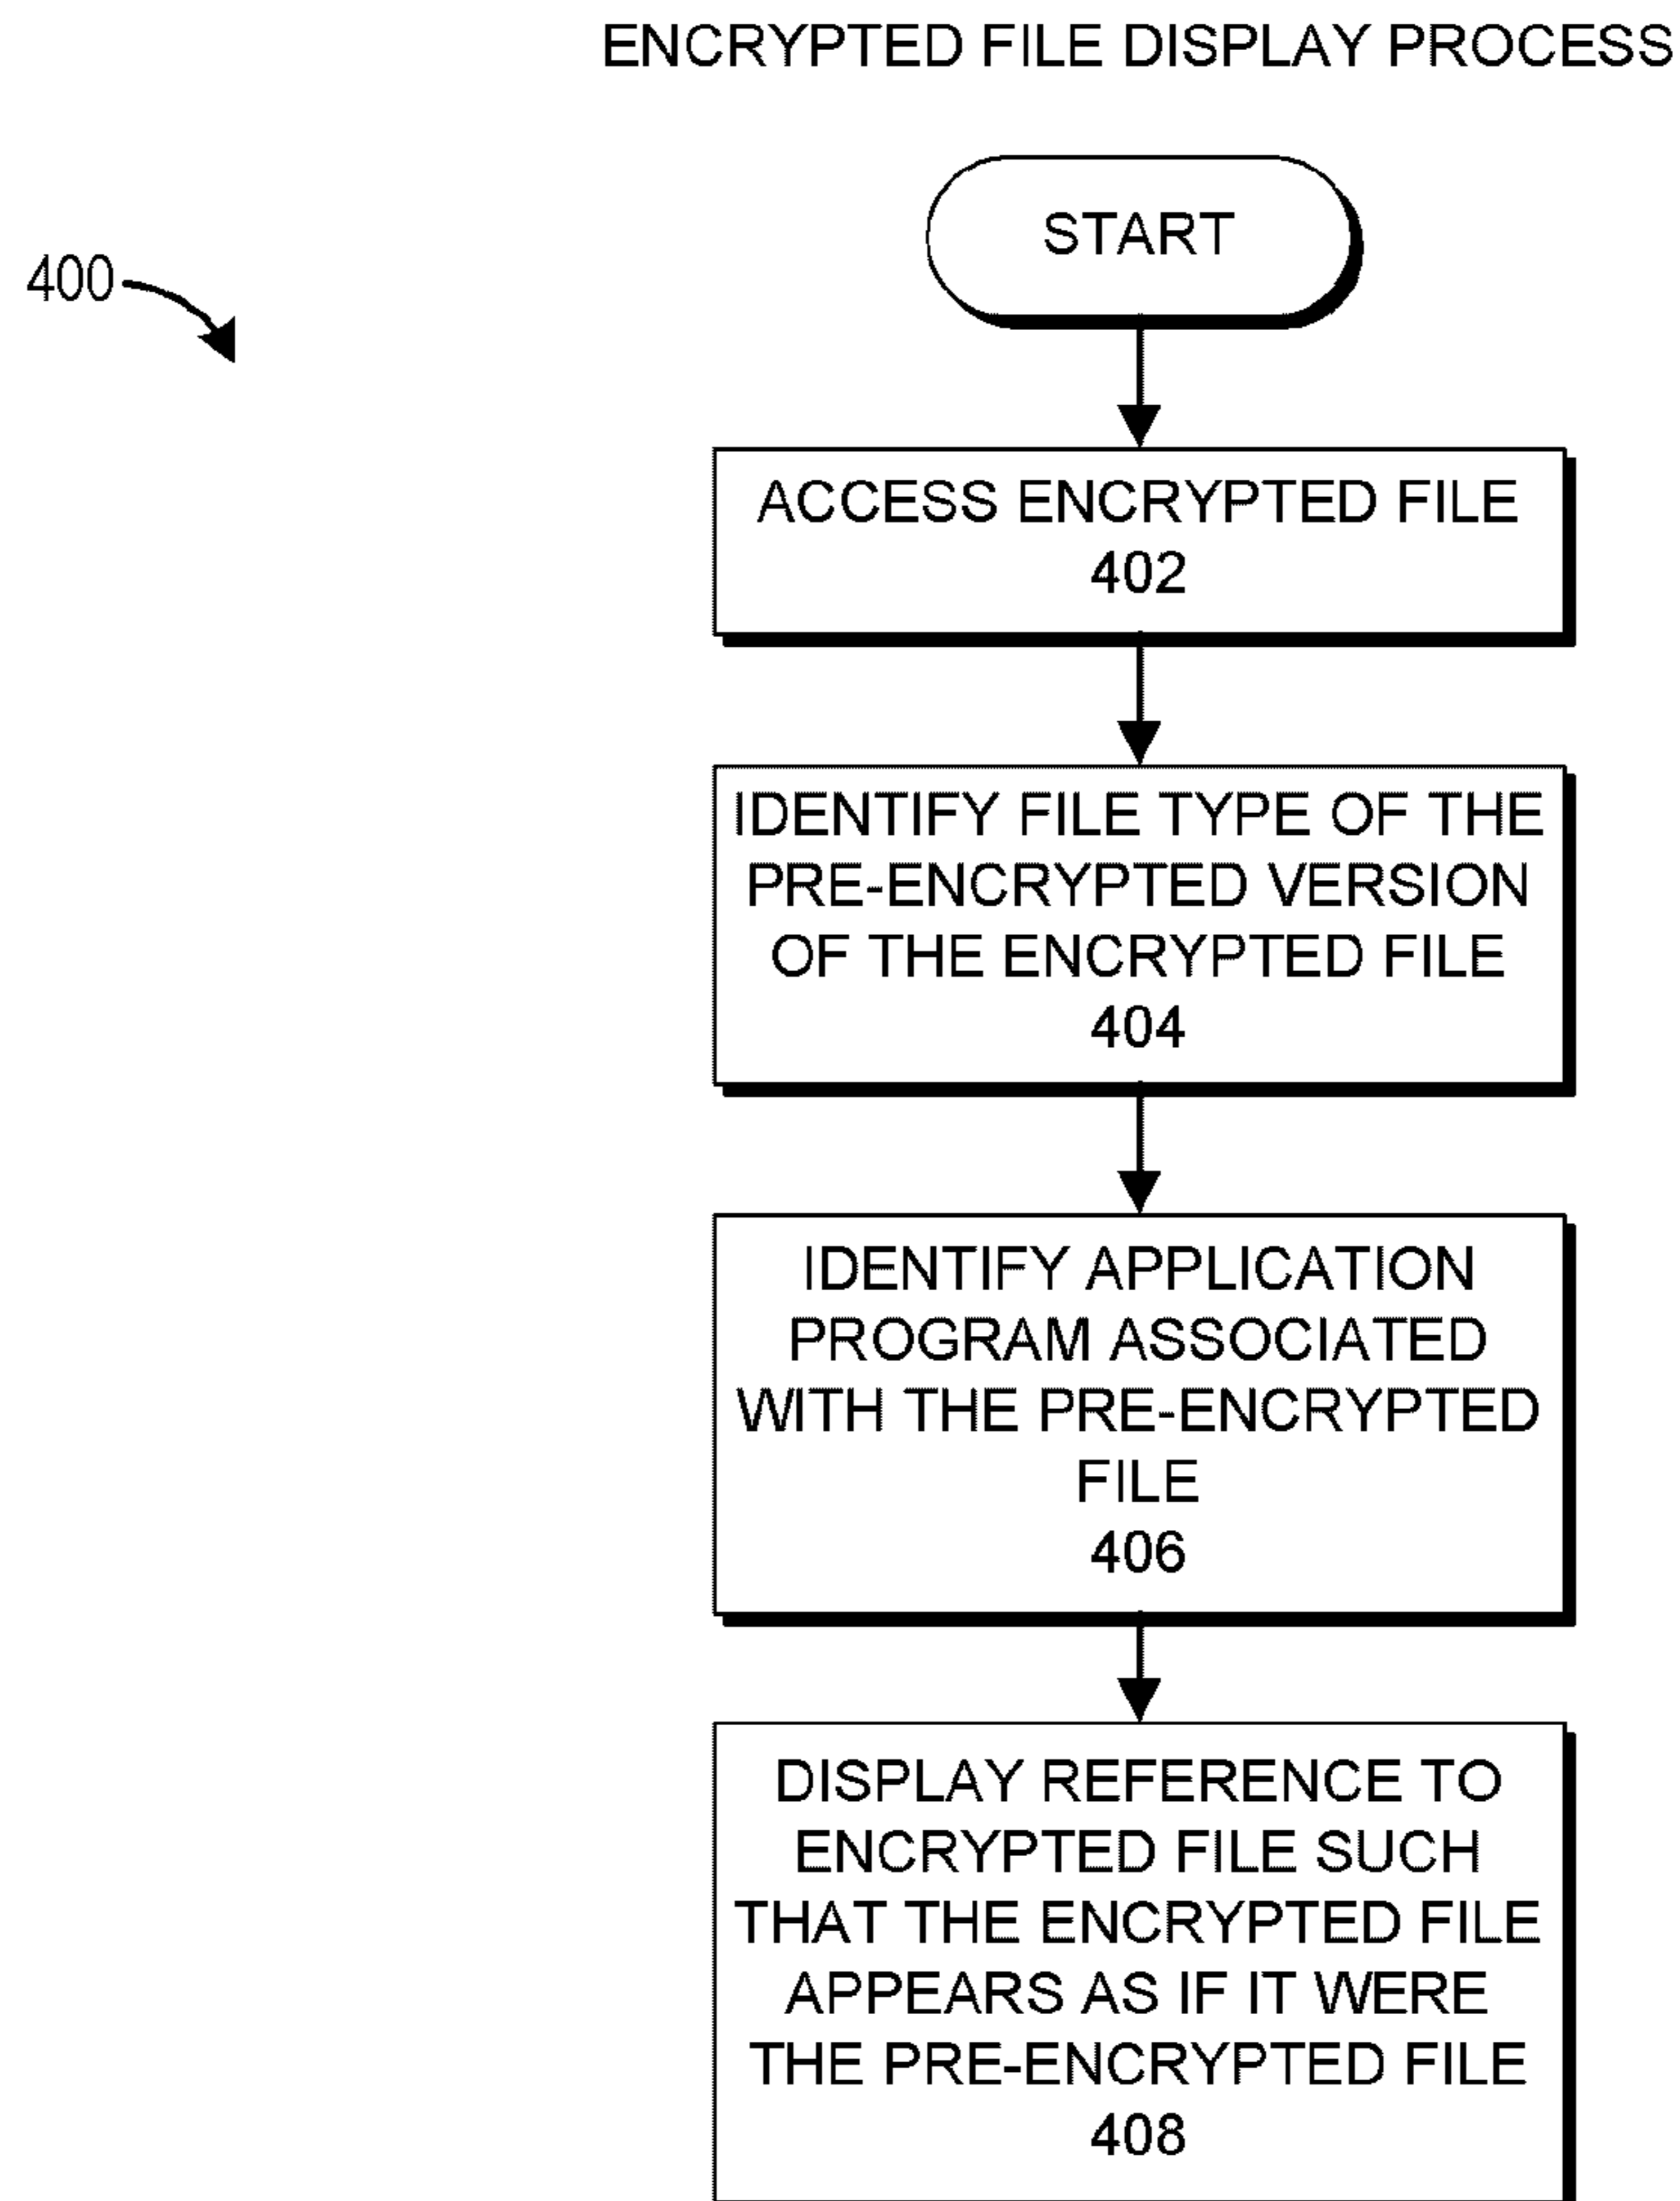 ENCRYPTED FILE DISPLAY PROCESS
START
400
ACCESS ENCRYPTED FILE
402
IDENTIFY FILE TYPE OF THE
PRE-ENCRYPTED VERSION
OF THE ENCRYPTED FILE
404
IDENTIFY APPLICATION
PROGRAM ASSOCIATED
WITH THE PRE-ENCRYPTED
FILE
406
DISPLAY REFERENCE TO
ENCRYPTED FILE SUCH
THAT THE ENCRYPTED FILE
APPEARS AS IF IT WERE
THE PRE-ENCRYPTED FILE
408